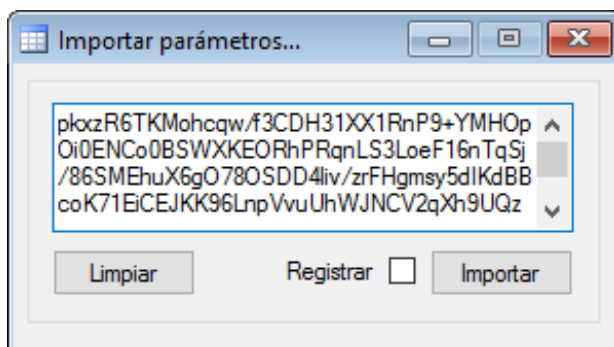 Importar parámetros...
pkxzR6TKMohcqw/f3CDH31XX1RnP9+YMHOp
Oi0ENCo0BSWXKEORhPRqnLS3LoeF16nTqSj
/86SMEhuX6gO78OSDD4liv/zrFHgmsy5dIKdBB
coK71EiCEJKK96LnpVvuUhWJNCV2qXh9UQz
Limpiar Registrar Importar